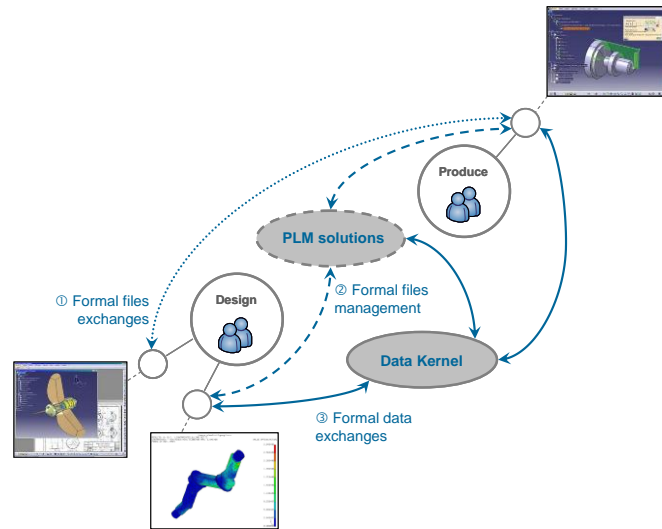 Produce
PLM solutions
Design
① Formal files
exchanges
② Formal files
management
Data Kernel
③ Formal data
exchanges